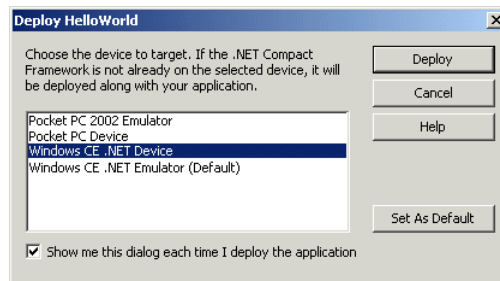 Deploy HelloWorld
Choose the device to target. If the .NET Compact
Framework is not already on the selected device, it will
be deployed along with your application.
Deploy
Cancel
Help
Pocket PC 2002 Emulator
Pocket PC Device
Windows CE .NET Device
Windows CE .NET Emulator (Default)
Set As Default
Show me this dialog each time I deploy the application